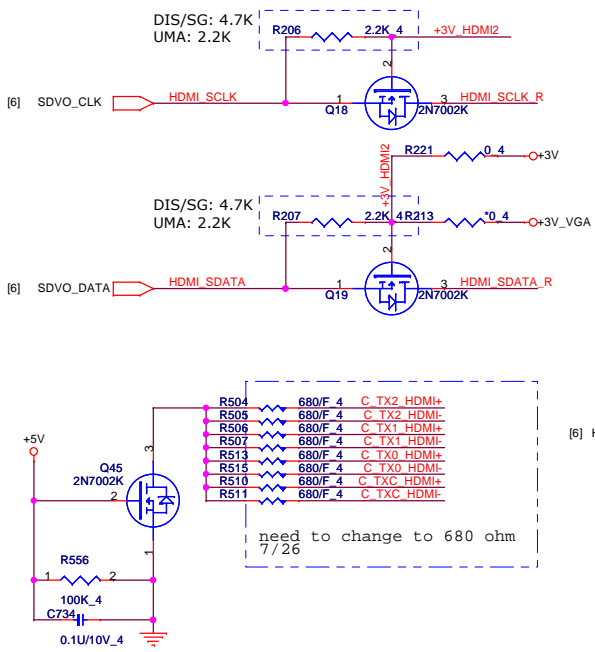 DIS/SG: 4.7K
UMA: 2.2K
R206 2.2K_4 +3V_HDMI2
2
[6] SDVO_CLK HDMI_SCLK 1 3 HDMI_SCLK_R
Q18 2N7002K
R221 0_4 +3V
+3V_HDMI2
DIS/SG: 4.7K
UMA: 2.2K
R207 2.2K_4 R213 *0_4 +3V_VGA
2
[6] SDVO_DATA HDMI_SDATA 1 3 HDMI_SDATA_R
Q19 2N7002K
R504 680/F_4 C_TX2_HDMI+
R505 680/F_4 C_TX2_HDMI-
R506 680/F_4 C_TX1_HDMI+
R507 680/F_4 C_TX1_HDMI-
R513 680/F_4 C_TX0_HDMI+
R515 680/F_4 C_TX0_HDMI-
R510 680/F_4 C_TXC_HDMI+
R511 680/F_4 C_TXC_HDMI-
[6] H
+5V
3
Q45
2N7002K
2
1
need to change to 680 ohm
7/26
R556
1 2
100K_4
C734
0.1U/10V_4